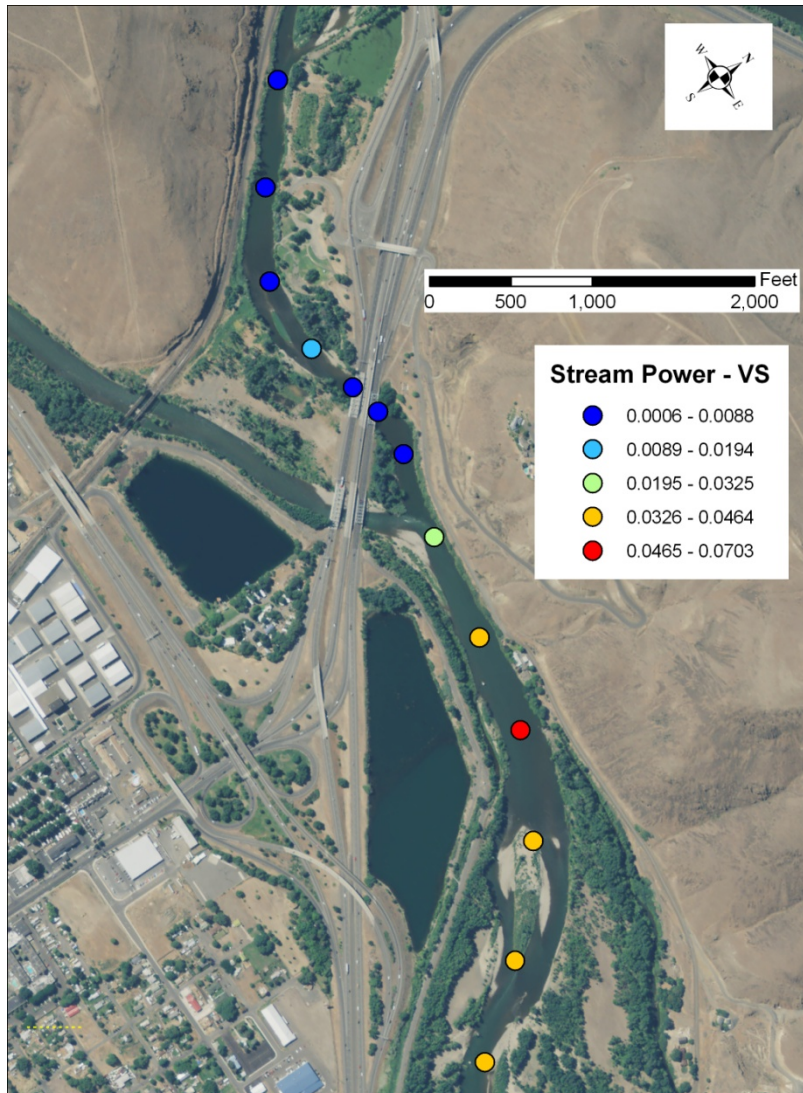 W N
S E
Feet
0 500 1,000 2,000
Stream Power - VS
0.0006 - 0.0088
0.0089 - 0.0194
0.0195 - 0.0325
0.0326 - 0.0464
0.0465 - 0.0703